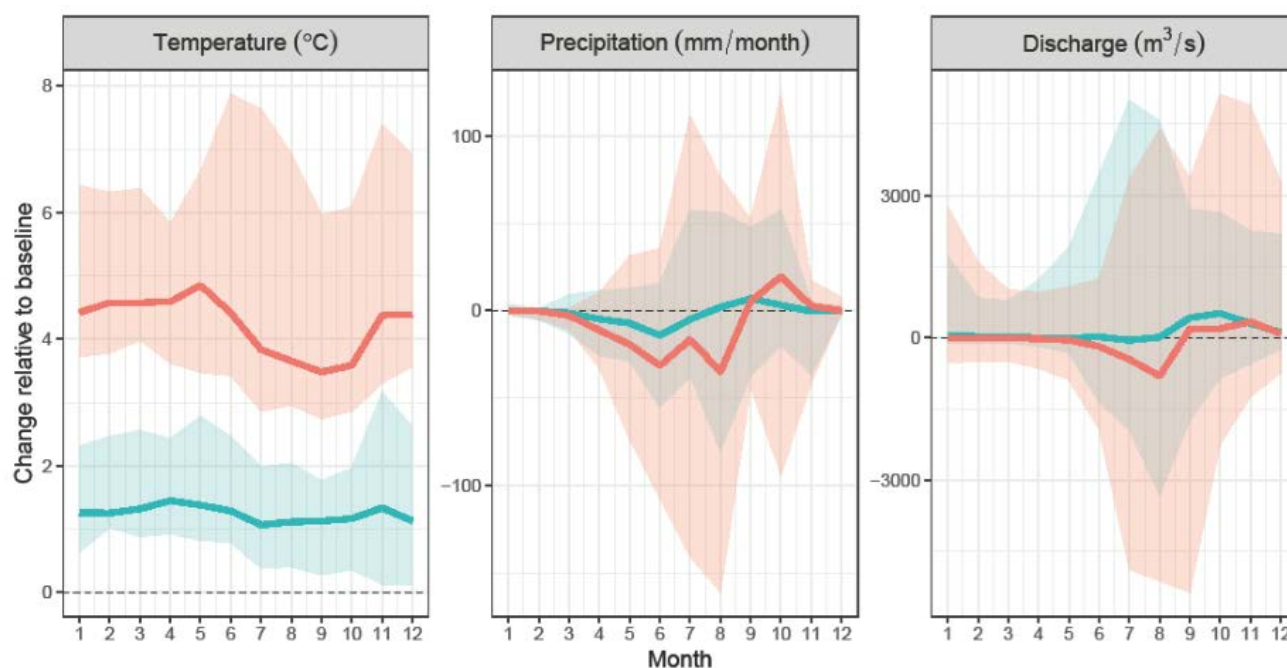 Temperature (°C)
Precipitation (mm/month)
Discharge (m³/s)
Change relative to baseline
8
6
4
2
0
100
0
−100
3000
0
−3000
1 2 3 4 5 6 7 8 9 10 11 12
1 2 3 4 5 6 7 8 9 10 11 12
1 2 3 4 5 6 7 8 9 10 11 12
Month